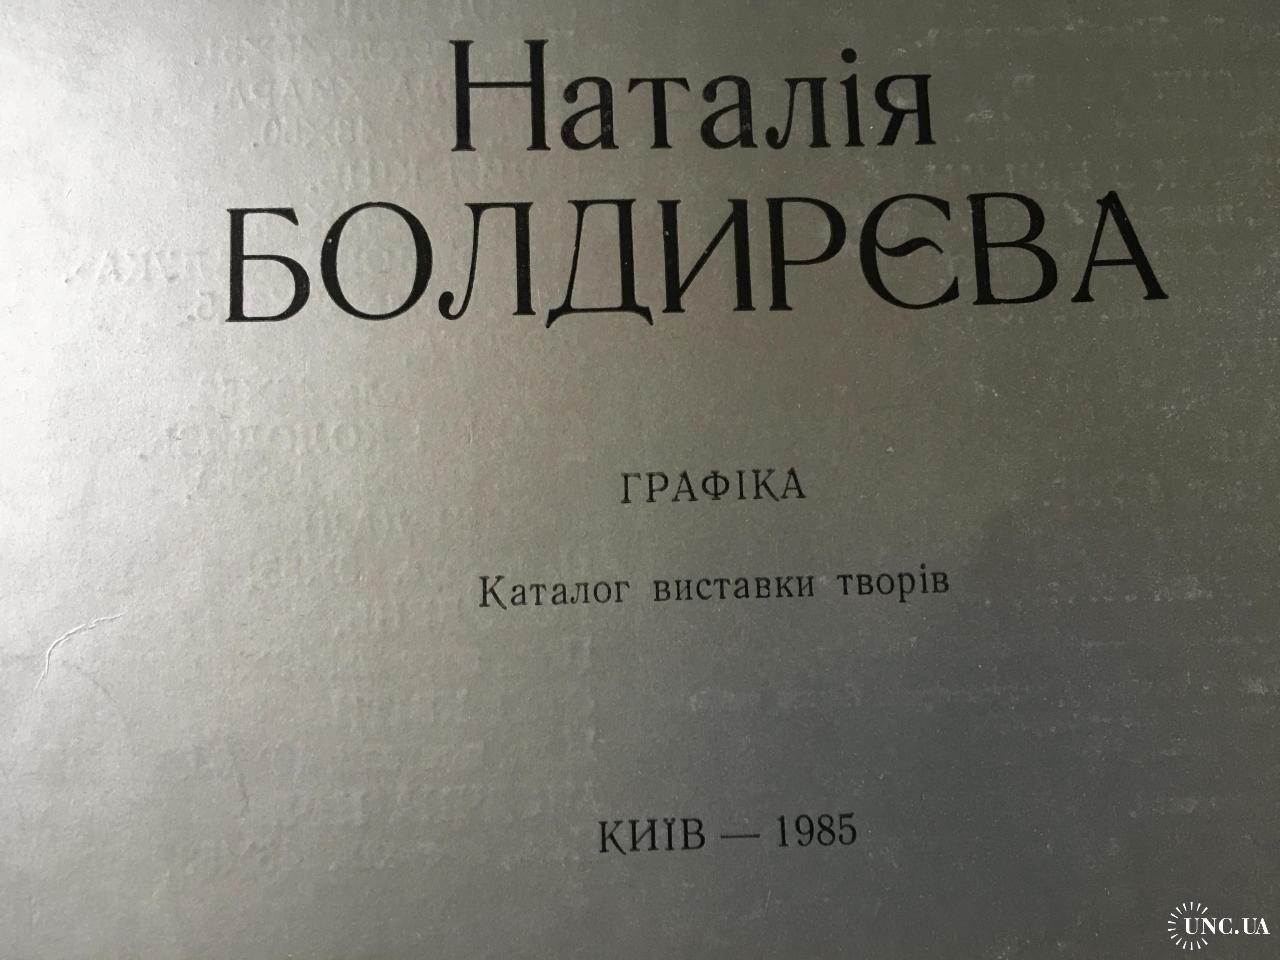 Наталія
БОЛДИРЄВА
ГРАФІКА
Каталог виставки творів
КИЇВ — 1985
UNC.UA